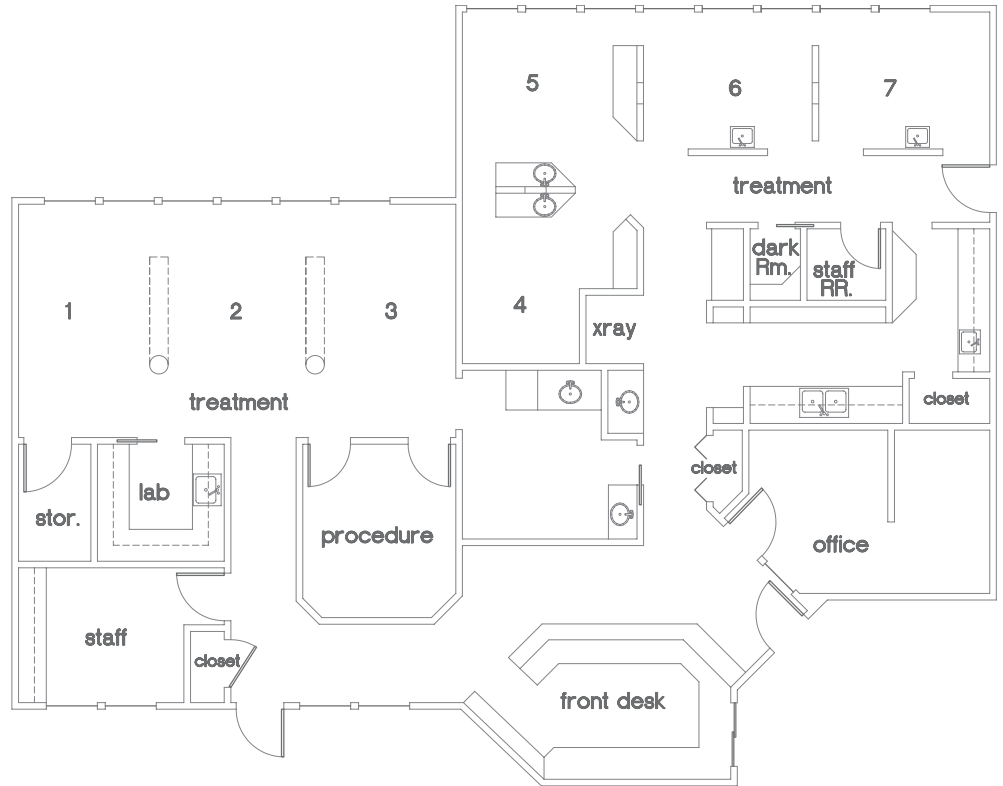 5
6
7
treatment
dark
Rm.
staff
RR.
1
2
3
4
xray
treatment
closet
closet
lab
stor.
procedure
office
staff
closet
front desk